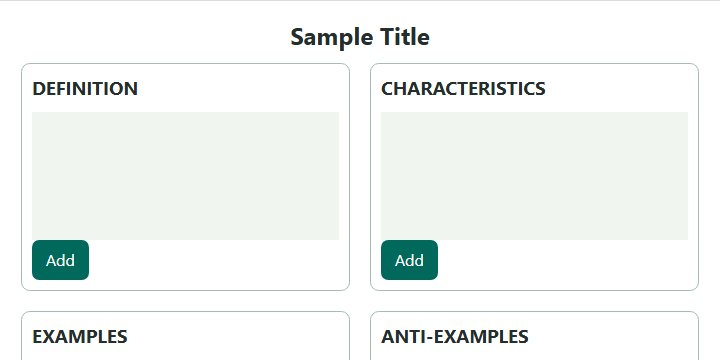 Sample Title
DEFINITION
CHARACTERISTICS
Add
Add
EXAMPLES
ANTI-EXAMPLES